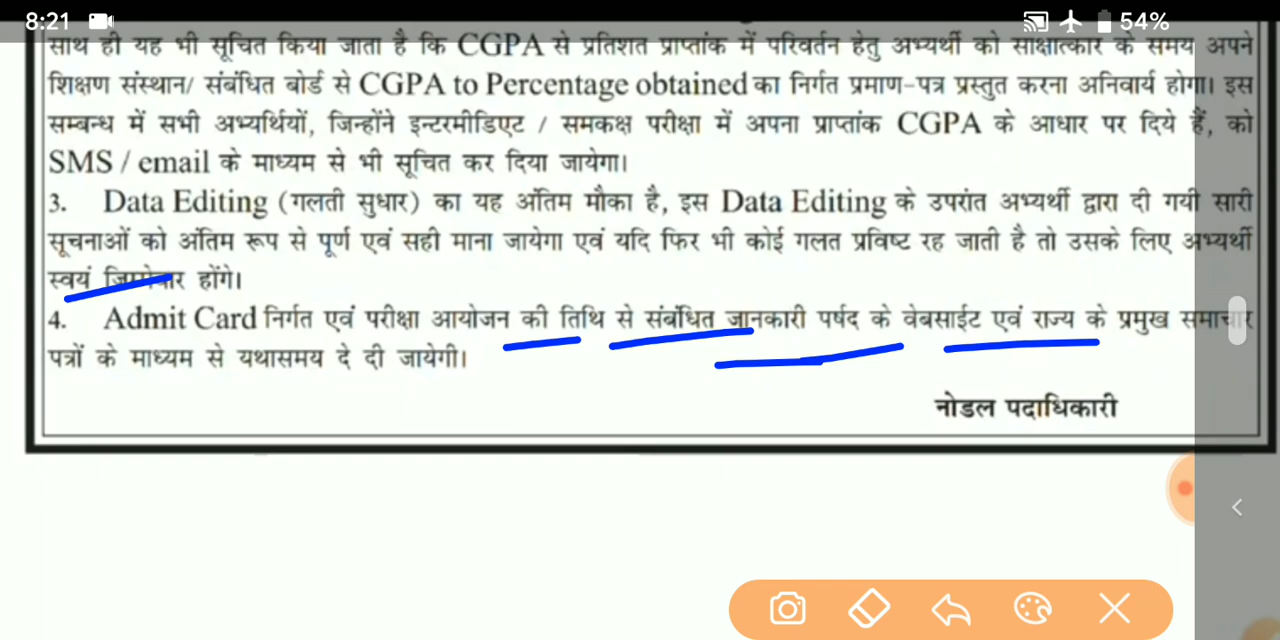 8:21 54%
साथ ही यह भी सूचित किया जाता है कि CGPA से प्रतिशत प्राप्तांक में परिवर्तन हेतु अभ्यर्थी को साक्षात्कार के समय अपने
शिक्षण संस्थान/ संबंधित बोर्ड से CGPA to Percentage obtained का निर्गत प्रमाण-पत्र प्रस्तुत करना अनिवार्य होगा। इस
सम्बन्ध में सभी अभ्यर्थियों, जिन्होंने इन्टरमीडिएट / समकक्ष परीक्षा में अपना प्राप्तांक CGPA के आधार पर दिये हैं, को
SMS / email के माध्यम से भी सूचित कर दिया जायेगा।
3. Data Editing (गलती सुधार) का यह अंतिम मौका है, इस Data Editing के उपरांत अभ्यर्थी द्वारा दी गयी सारी
सूचनाओं को अंतिम रूप से पूर्ण एवं सही माना जायेगा एवं यदि फिर भी कोई गलत प्रविष्ट रह जाती है तो उसके लिए अभ्यर्थी
स्वयं जिम्मेवार होंगे।
4. Admit Card निर्गत एवं परीक्षा आयोजन की तिथि से संबंधित जानकारी पर्षद के वेबसाईट एवं राज्य के प्रमुख समाचार
पत्रों के माध्यम से यथासमय दे दी जायेगी।
नोडल पदाधिकारी